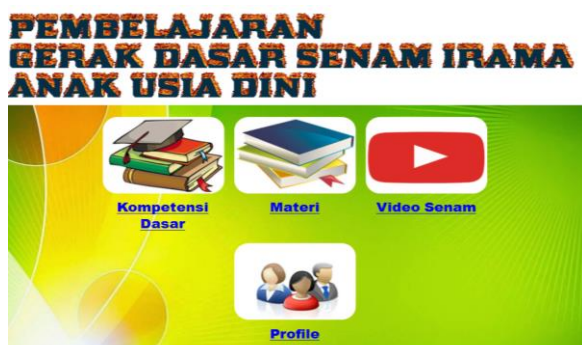 PEMBELAJARAN
GERAK DASAR SENAM IRAMA
ANAK USIA DINI
Kompetensi
Dasar
Materi
Video Senam
Profile